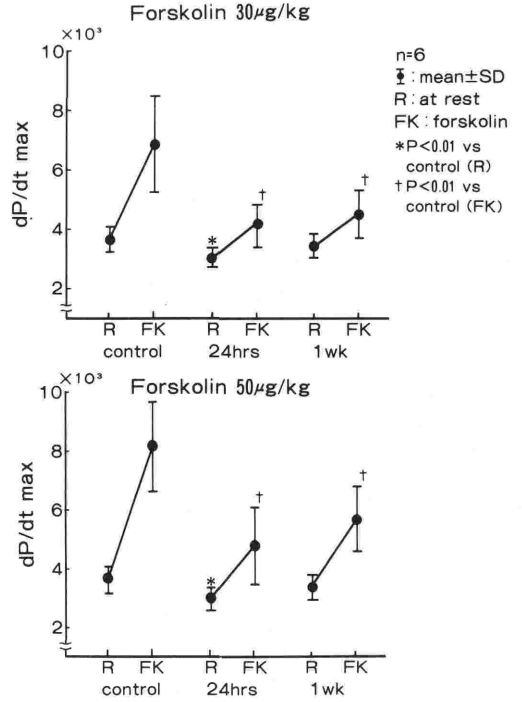 Forskolin 30μg/kg
×10³
10
8
6
4
2
dP/dt max
*
†
†
R FK R FK R FK
control 24hrs 1wk
n=6
: mean±SD
R : at rest
FK : forskolin
*P<0.01 vs
control (R)
†P<0.01 vs
control (FK)
Forskolin 50μg/kg
×10³
10
8
6
4
2
dP/dt max
*
†
†
R FK R FK R FK
control 24hrs 1wk